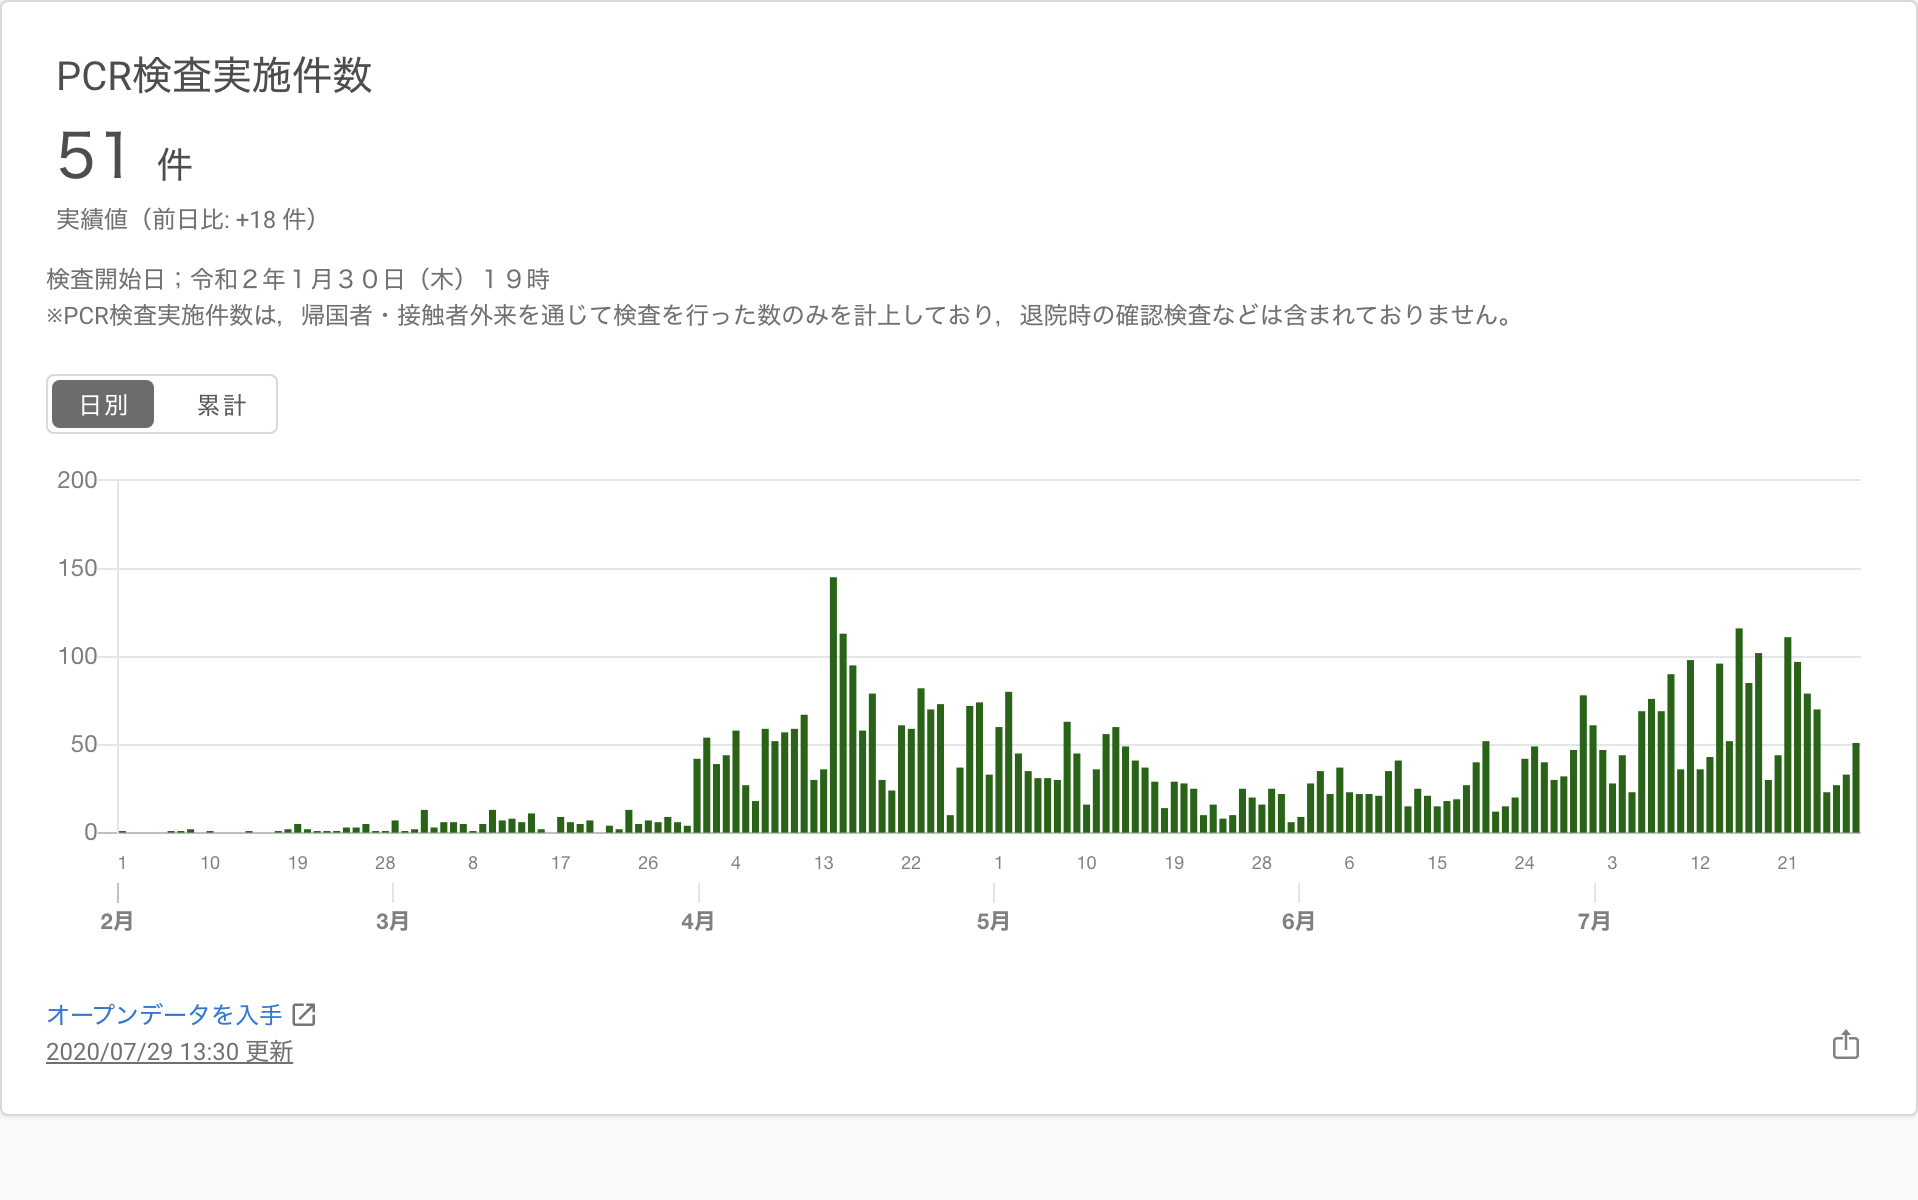 PCR検査実施件数
51 件
実績値（前日比: +18 件）
検査開始日；令和２年１月３０日（木）１９時
※PCR検査実施件数は，帰国者・接触者外来を通じて検査を行った数のみを計上しており，退院時の確認検査などは含まれておりません。
日別 累計
200
150
100
50
0
1 10 19 28 8 17 26 4 13 22 1 10 19 28 6 15 24 3 12 21
2月 3月 4月 5月 6月 7月
オープンデータを入手
2020/07/29 13:30 更新